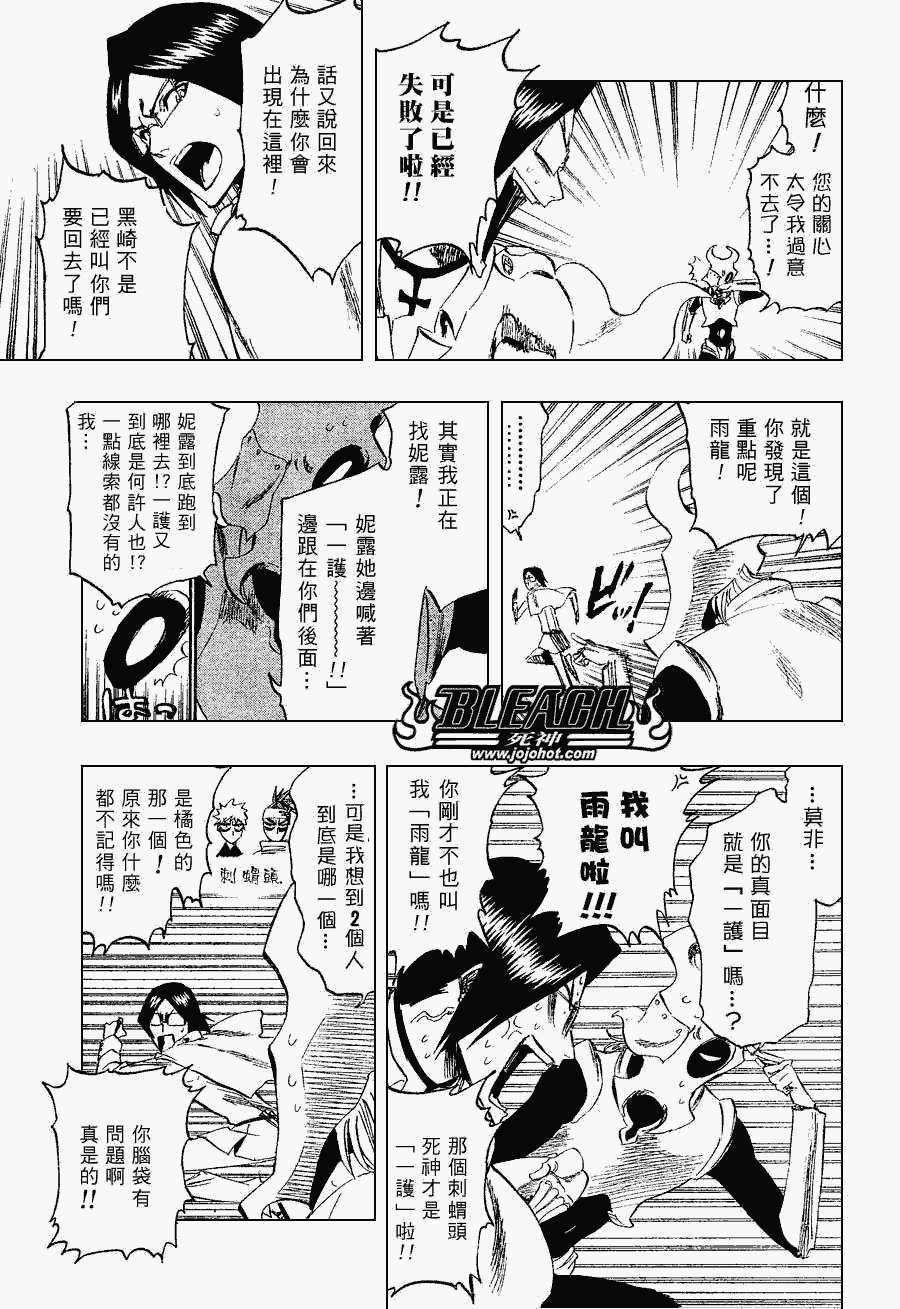 什麼！
您的關心
太令我過意
不去了…！
可是已經
失敗了啦!!
話又說回來
為什麼你會
出現在這裡！
黑崎不是
已經叫你們
要回去了嗎！
就是這個！
你發現了
重點呢
雨龍！
…………
ビッ!
其實我正在
找妮露！
妮露她邊喊著
「一護～～～～!!」
邊跟在你們後面…
妮露到底跑到
哪裡去!?一護又
到底是何許人也!?
一點線索都沒有的
我…
BLEACH
死神
www.jojohot.com
…莫非…
你的真面目
就是「一護」嗎…?
我叫
雨龍啦!!!
你剛才不也叫
我「雨龍」嗎!!
那個刺蝟頭
死神才是
「一護」啦!!
…可是我想到2個人
到底是哪一個…
刺蝟頭
是橘色的
那一個！
原來你什麼
都不記得嗎!!
你腦袋有
問題啊
真是的!!